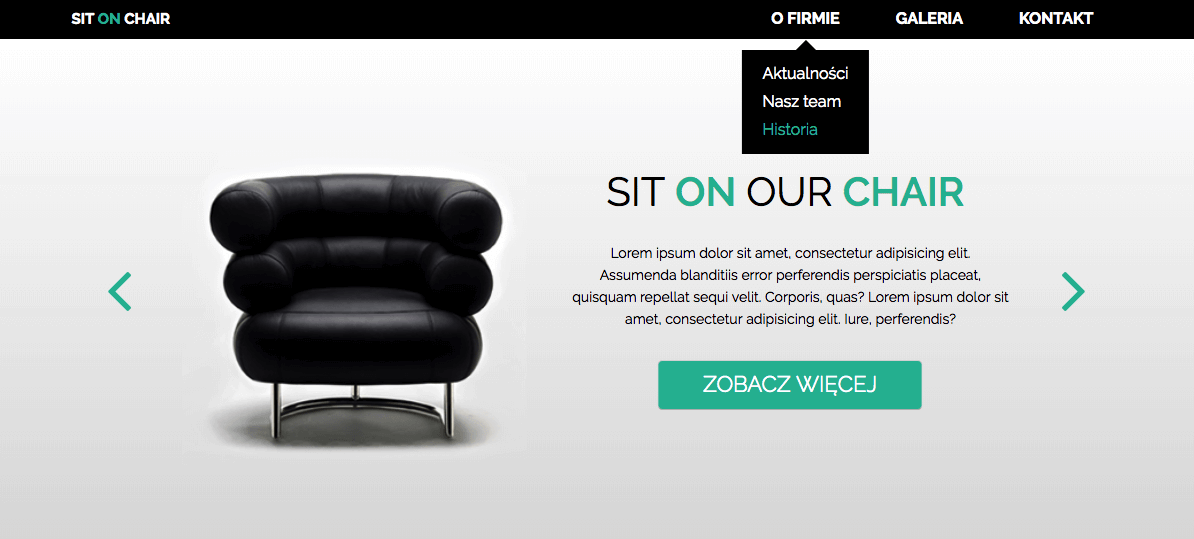 SIT ON CHAIR
O FIRMIE
GALERIA
KONTAKT
Aktualności
Nasz team
Historia
SIT ON OUR CHAIR
Lorem ipsum dolor sit amet, consectetur adipisicing elit.
Assumenda blanditiis error perferendis perspiciatis placeat,
quisquam repellat sequi velit. Corporis, quas? Lorem ipsum dolor sit
amet, consectetur adipisicing elit. Iure, perferendis?
ZOBACZ WIĘCEJ